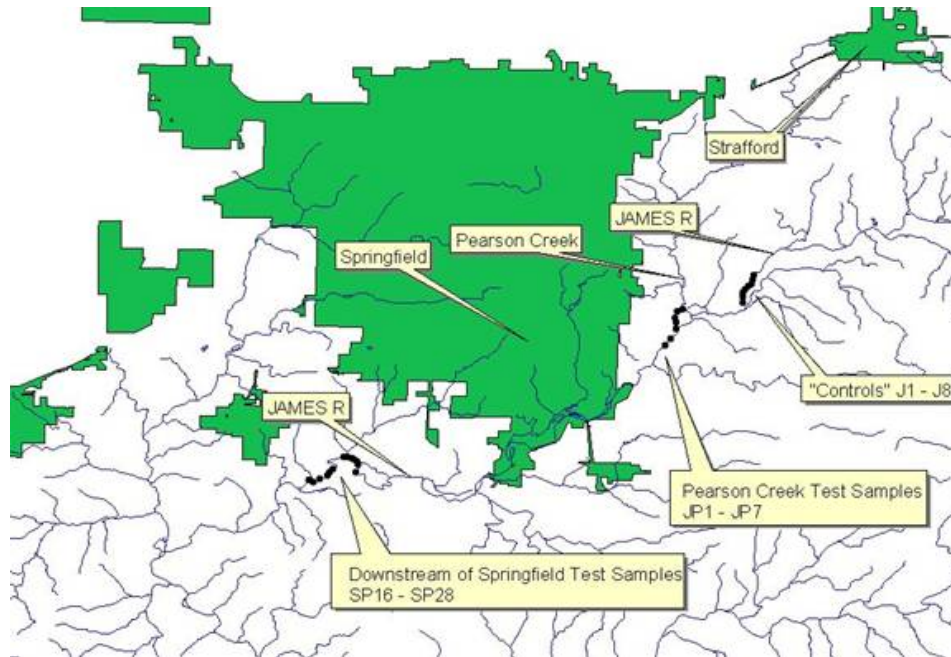 Strafford
JAMES R
Pearson Creek
Springfield
"Controls" J1 - J8
JAMES R
Pearson Creek Test Samples
JP1 - JP7
Downstream of Springfield Test Samples
SP16 - SP28